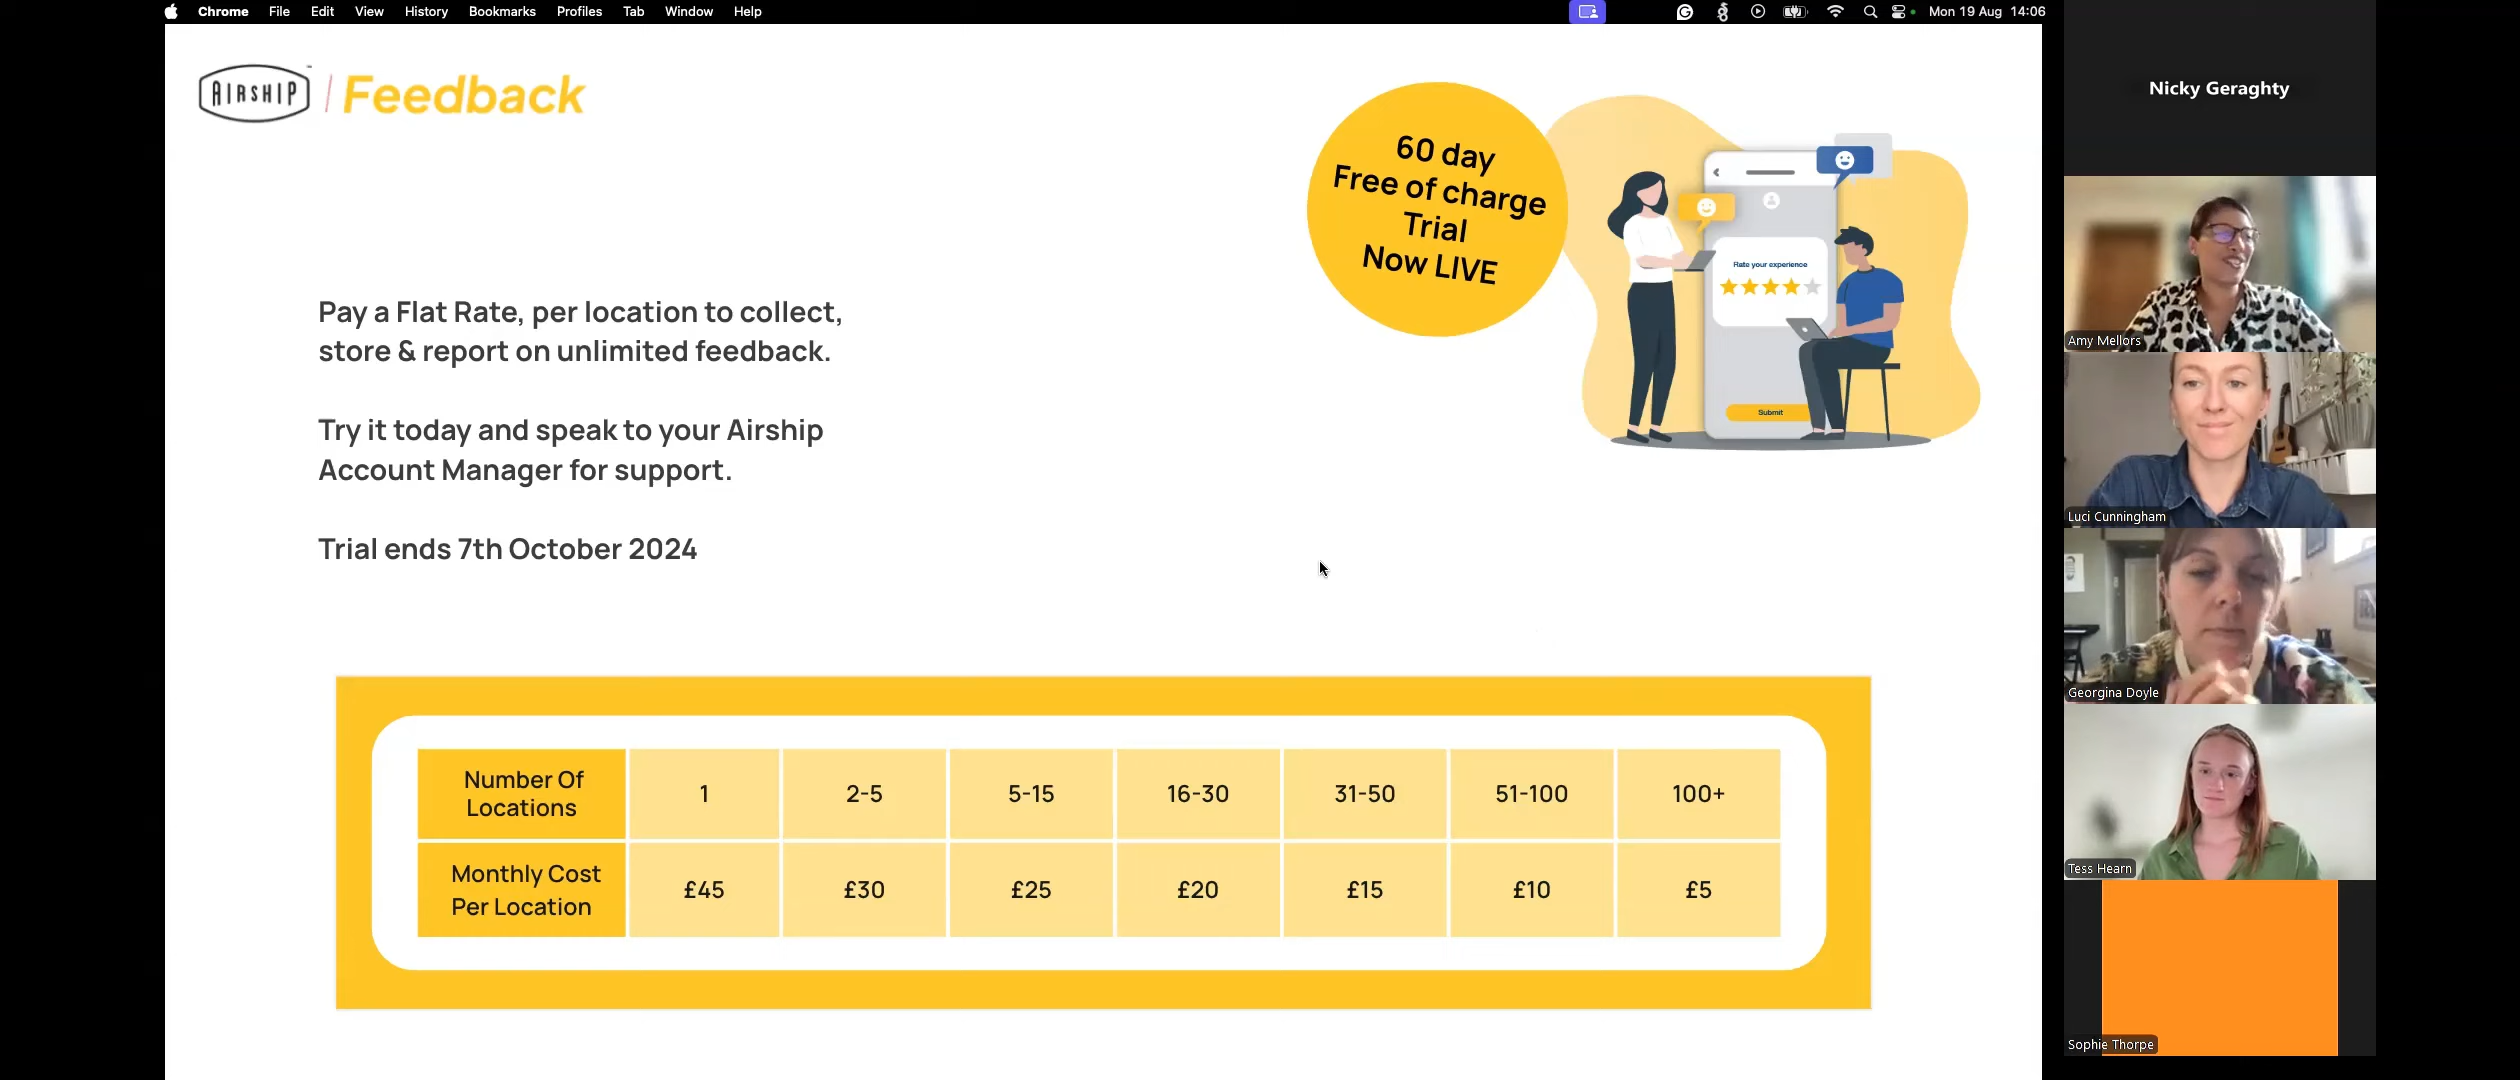 Chrome File Edit View History Bookmarks Profiles Tab Window Help
Mon 19 Aug 14:06
AIRSHIP
Feedback
60 day
Free of charge
Trial
Now LIVE
Rate your experience
Submit
Pay a Flat Rate, per location to collect,
store & report on unlimited feedback.
Try it today and speak to your Airship
Account Manager for support.
Trial ends 7th October 2024
Number Of
Locations
1
2-5
5-15
16-30
31-50
51-100
100+
Monthly Cost
Per Location
£45
£30
£25
£20
£15
£10
£5
Nicky Geraghty
Amy Mellors
Luci Cunningham
Georgina Doyle
Tess Hearn
Sophie Thorpe